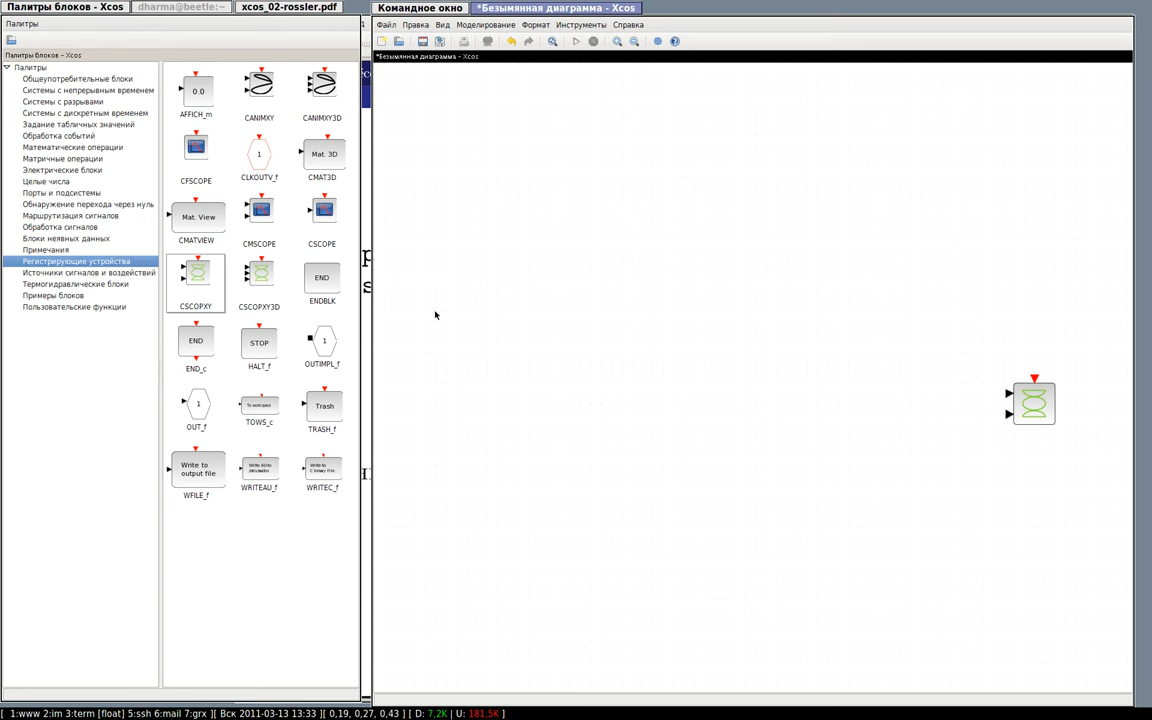 Палитры блоков - Xcos
dharma@beetle:~
xcos_02-rossler.pdf
Командное окно
*Безымянная диаграмма - Xcos
Палитры
Файл Правка Вид Моделирование Формат Инструменты Справка
Палитры блоков - Xcos
*Безымянная диаграмма - Xcos
Палитры
Общеупотребительные блоки
Системы с непрерывным временем
Системы с разрывами
Системы с дискретным временем
Задание табличных значений
Обработка событий
Математические операции
Матричные операции
Электрические блоки
Целые числа
Порты и подсистемы
Обнаружение перехода через нуль
Маршрутизация сигналов
Обработка сигналов
Блоки неявных данных
Примечания
Регистрирующие устройства
Источники сигналов и воздействий
Термогидравлические блоки
Примеры блоков
Пользовательские функции
0.0
AFFICH_m CANIMXY CANIMXY3D
1 Mat. 3D
CFSCOPE CLKOUTV_f CMAT3D
Mat. View
CMATVIEW CMSCOPE CSCOPE
END
CSCOPXY CSCOPXY3D ENDBLK
END STOP 1
END_c HALT_f OUTIMPL_f
1 To workspace Trash
OUT_f TOWS_c TRASH_f
Write to
output file
Write to
C binary file
WFILE_f WRITEAU_f WRITEC_f
[ 1:www 2:im 3:term [float] 5:ssh 6:mail 7:grx ][ Вск 2011-03-13 13:33 ][ 0,19, 0,27, 0,43 ][ D: 7,2K | U: 181,5K ]